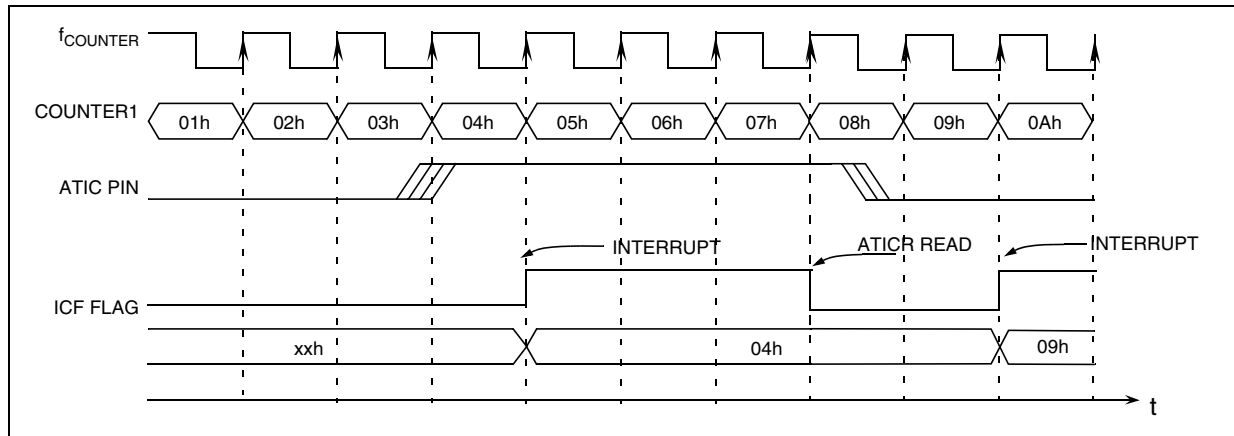 fCOUNTER
COUNTER1 01h 02h 03h 04h 05h 06h 07h 08h 09h 0Ah
ATIC PIN
INTERRUPT ATICR READ INTERRUPT
ICF FLAG
xxh 04h 09h
t